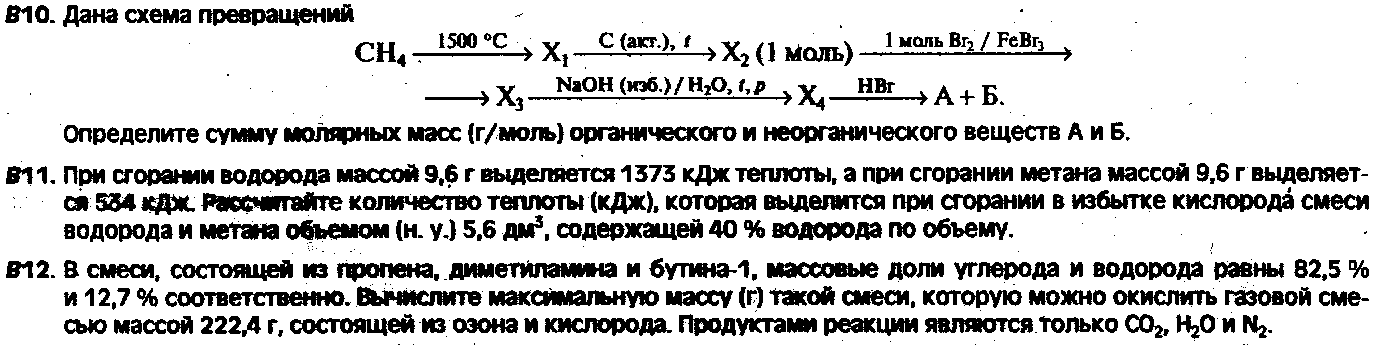 В10. Дана схема превращений
CH₄ —1500 °C→ X₁ —C (акт.), t→ X₂ (1 моль) —1 моль Br₂ / FeBr₃→
→ X₃ —NaOH (изб.) / H₂O, t, p→ X₄ —HBr→ А + Б.
Определите сумму молярных масс (г/моль) органического и неорганического веществ А и Б.
В11. При сгорании водорода массой 9,6 г выделяется 1373 кДж теплоты, а при сгорании метана массой 9,6 г выделяет-
ся 534 кДж. Рассчитайте количество теплоты (кДж), которая выделится при сгорании в избытке кислорода смеси
водорода и метана объемом (н. у.) 5,6 дм³, содержащей 40 % водорода по объему.
В12. В смеси, состоящей из пропена, диметиламина и бутина-1, массовые доли углерода и водорода равны 82,5 %
и 12,7 % соответственно. Вычислите максимальную массу (г) такой смеси, которую можно окислить газовой сме-
сью массой 222,4 г, состоящей из озона и кислорода. Продуктами реакции являются только CO₂, H₂O и N₂.